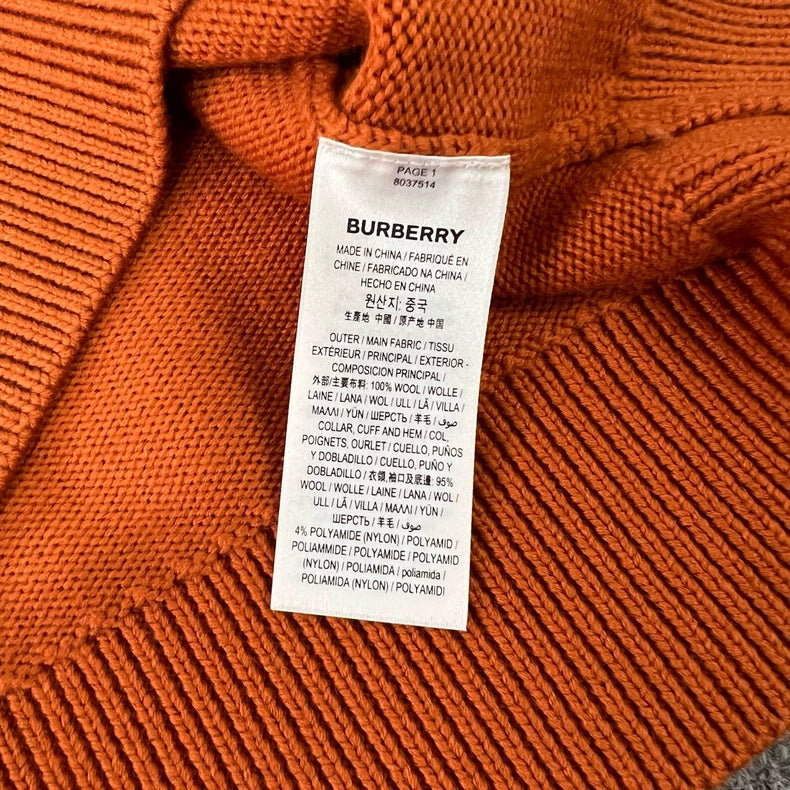 PAGE 1
8037514
BURBERRY
MADE IN CHINA / FABRIQUÉ EN
CHINE / FABRICADO NA CHINA /
HECHO EN CHINA
원산지: 중국
生產地 中國 / 原产地 中国
OUTER / MAIN FABRIC / TISSU
EXTÉRIEUR / PRINCIPAL / EXTERIOR -
COMPOSICION PRINCIPAL /
外部/主要布料: 100% WOOL / WOLLE /
LAINE / LANA / WOL / ULL / LÃ / VILLA /
ΜΑΛΛΙ / YÜN / ШЕРСТЬ / 羊毛 / صوف /
COLLAR, CUFF AND HEM / COL,
POIGNETS, OURLET / CUELLO, PUÑOS
Y DOBLADILLO / CUELLO, PUÑO Y
DOBLADILLO / 衣領,袖口及底邊: 95%
WOOL / WOLLE / LAINE / LANA / WOL /
ULL / LÃ / VILLA / ΜΑΛΛΙ / YÜN /
ШЕРСТЬ / 羊毛 / صوف /
4% POLYAMIDE (NYLON) / POLYAMID /
POLIAMMIDE / POLYAMIDE / POLYAMID
(NYLON) / POLIAMIDA / poliamida /
POLIAMIDA (NYLON) / POLYAMIDI